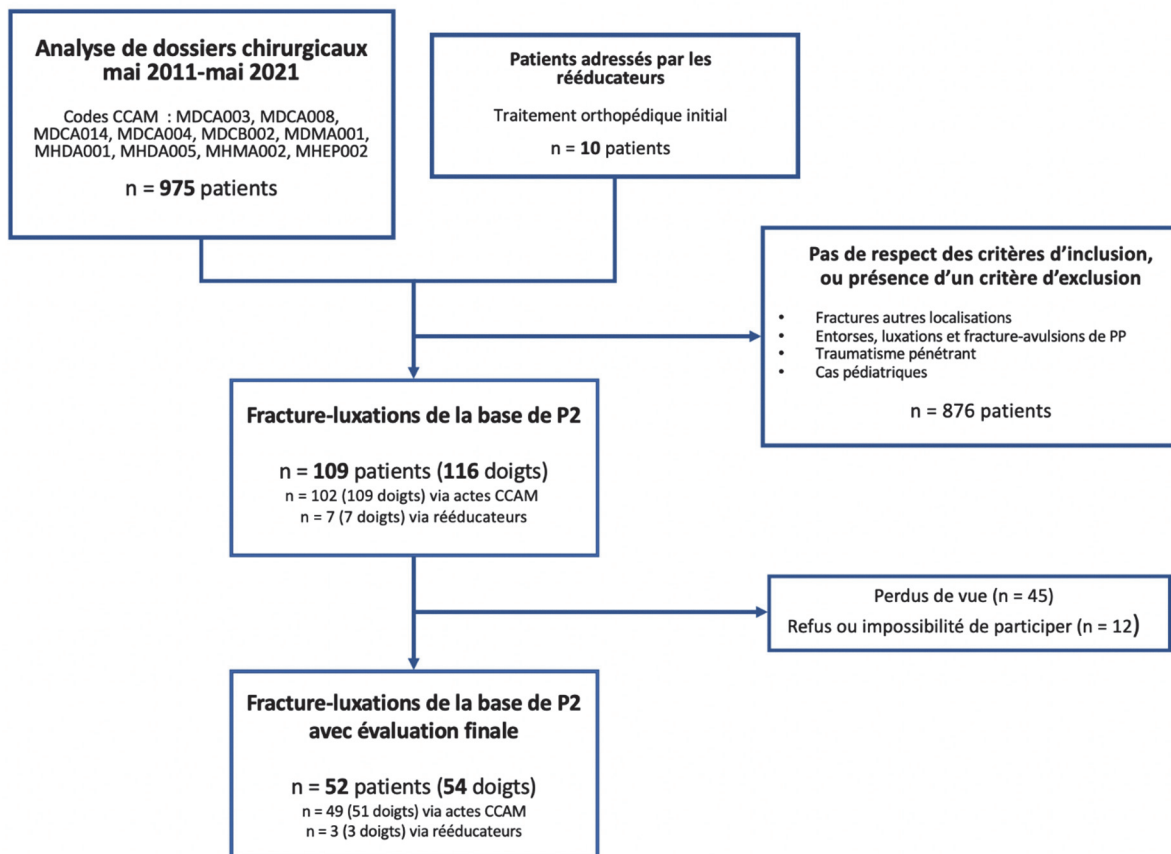 Analyse de dossiers chirurgicaux
mai 2011-mai 2021
Codes CCAM : MDCA003, MDCA008,
MDCA014, MDCA004, MDCB002, MDMA001,
MHDA001, MHDA005, MHMA002, MHEP002
n = 975 patients
Patients adressés par les
rééducateurs
Traitement orthopédique initial
n = 10 patients
Pas de respect des critères d’inclusion,
ou présence d’un critère d’exclusion
• Fractures autres localisations
• Entorses, luxations et fracture-avulsions de PP
• Traumatisme pénétrant
• Cas pédiatriques
n = 876 patients
Fracture-luxations de la base de P2
n = 109 patients (116 doigts)
n = 102 (109 doigts) via actes CCAM
n = 7 (7 doigts) via rééducateurs
Perdus de vue (n = 45)
Refus ou impossibilité de participer (n = 12)
Fracture-luxations de la base de P2
avec évaluation finale
n = 52 patients (54 doigts)
n = 49 (51 doigts) via actes CCAM
n = 3 (3 doigts) via rééducateurs